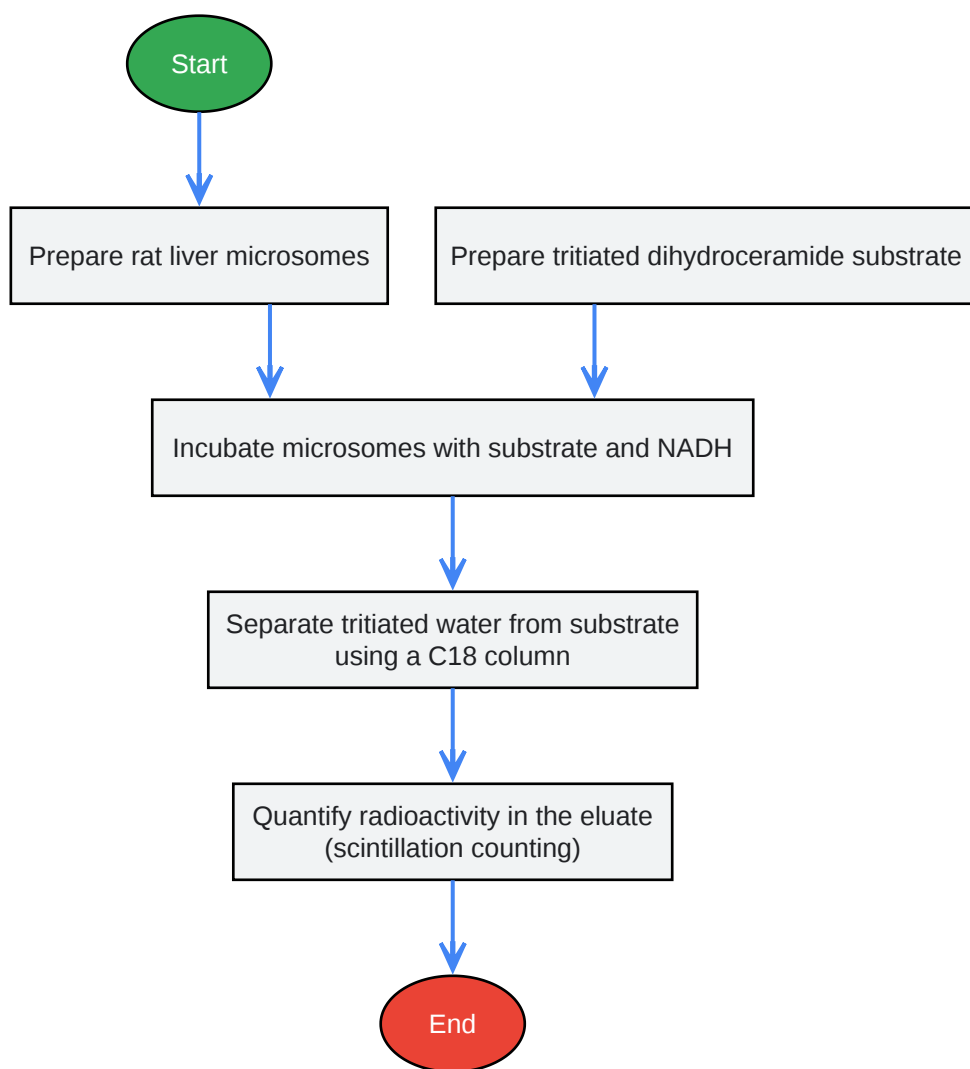 Start
Prepare rat liver microsomes
Prepare tritiated dihydroceramide substrate
Incubate microsomes with substrate and NADH
Separate tritiated water from substrate
using a C18 column
Quantify radioactivity in the eluate
(scintillation counting)
End